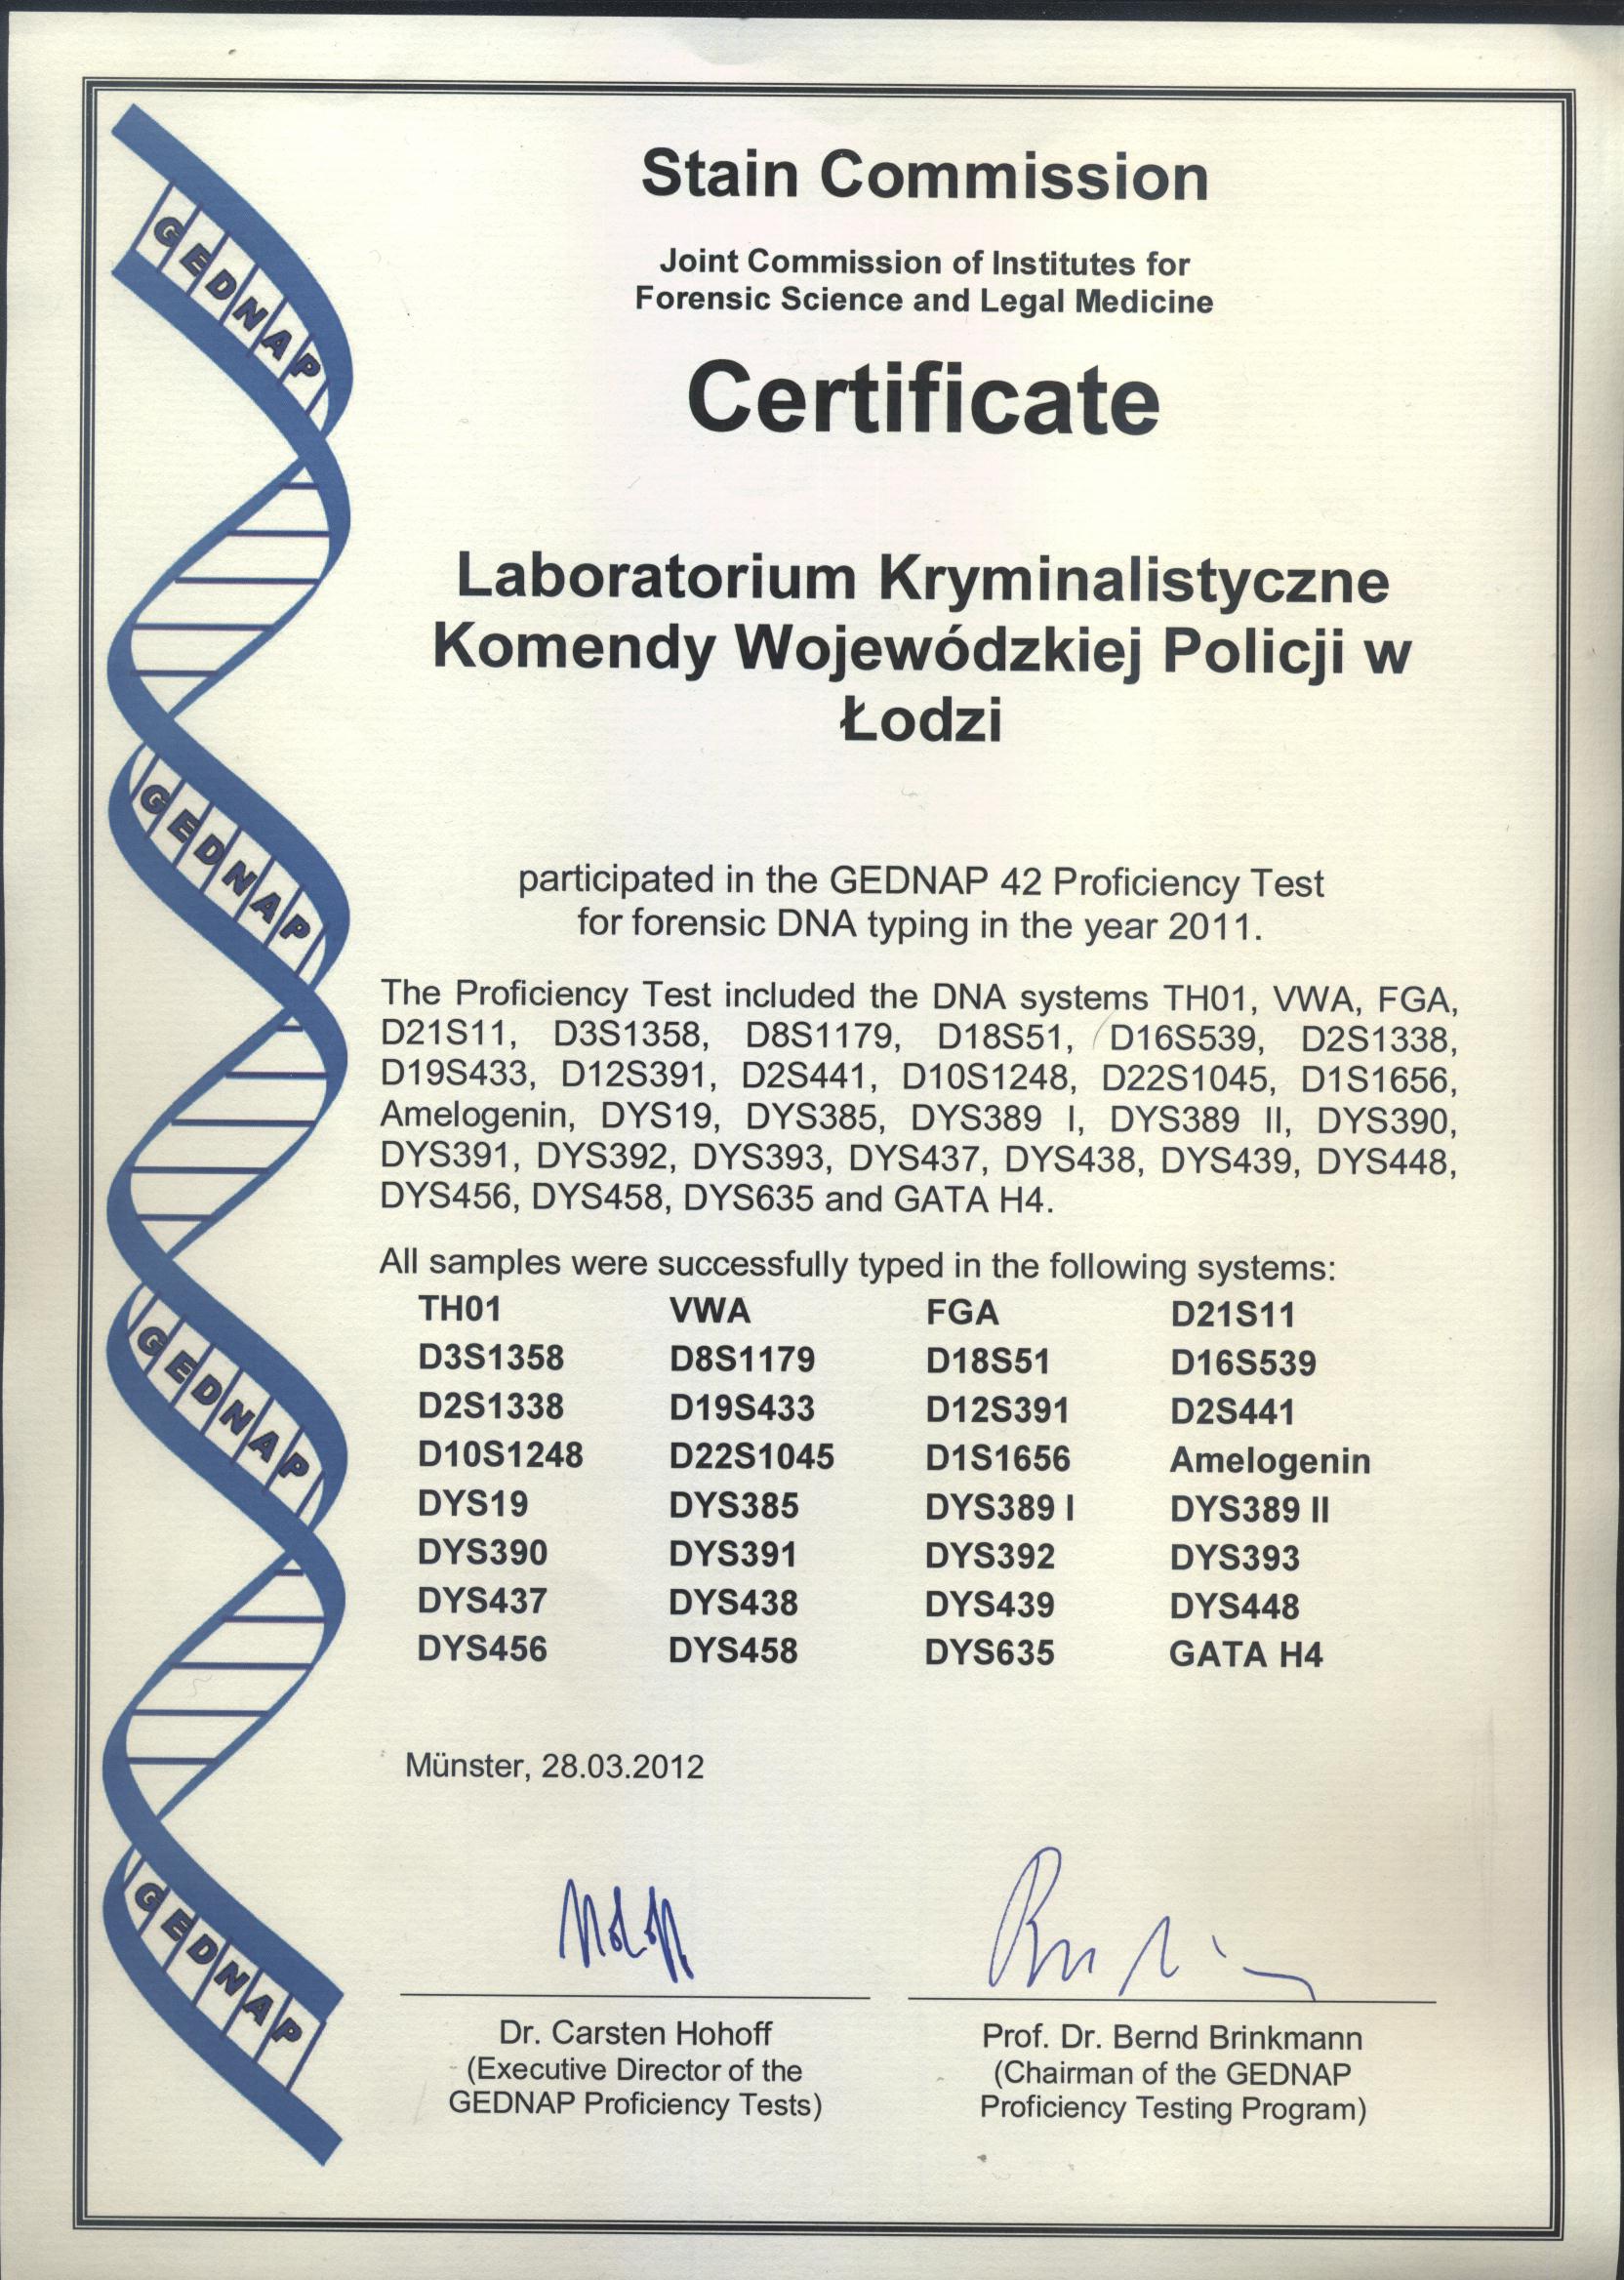 Stain Commission
Joint Commission of Institutes for
Forensic Science and Legal Medicine
Certificate
Laboratorium Kryminalistyczne
Komendy Wojewódzkiej Policji w
Łodzi
participated in the GEDNAP 42 Proficiency Test
for forensic DNA typing in the year 2011.
The Proficiency Test included the DNA systems TH01, VWA, FGA,
D21S11, D3S1358, D8S1179, D18S51, D16S539, D2S1338,
D19S433, D12S391, D2S441, D10S1248, D22S1045, D1S1656,
Amelogenin, DYS19, DYS385, DYS389 I, DYS389 II, DYS390,
DYS391, DYS392, DYS393, DYS437, DYS438, DYS439, DYS448,
DYS456, DYS458, DYS635 and GATA H4.
All samples were successfully typed in the following systems:
TH01 VWA FGA D21S11
D3S1358 D8S1179 D18S51 D16S539
D2S1338 D19S433 D12S391 D2S441
D10S1248 D22S1045 D1S1656 Amelogenin
DYS19 DYS385 DYS389 I DYS389 II
DYS390 DYS391 DYS392 DYS393
DYS437 DYS438 DYS439 DYS448
DYS456 DYS458 DYS635 GATA H4
Münster, 28.03.2012
Dr. Carsten Hohoff
(Executive Director of the
GEDNAP Proficiency Tests)
Prof. Dr. Bernd Brinkmann
(Chairman of the GEDNAP
Proficiency Testing Program)
GEDNAP
GEDNAP
GEDNAP
GEDNAP